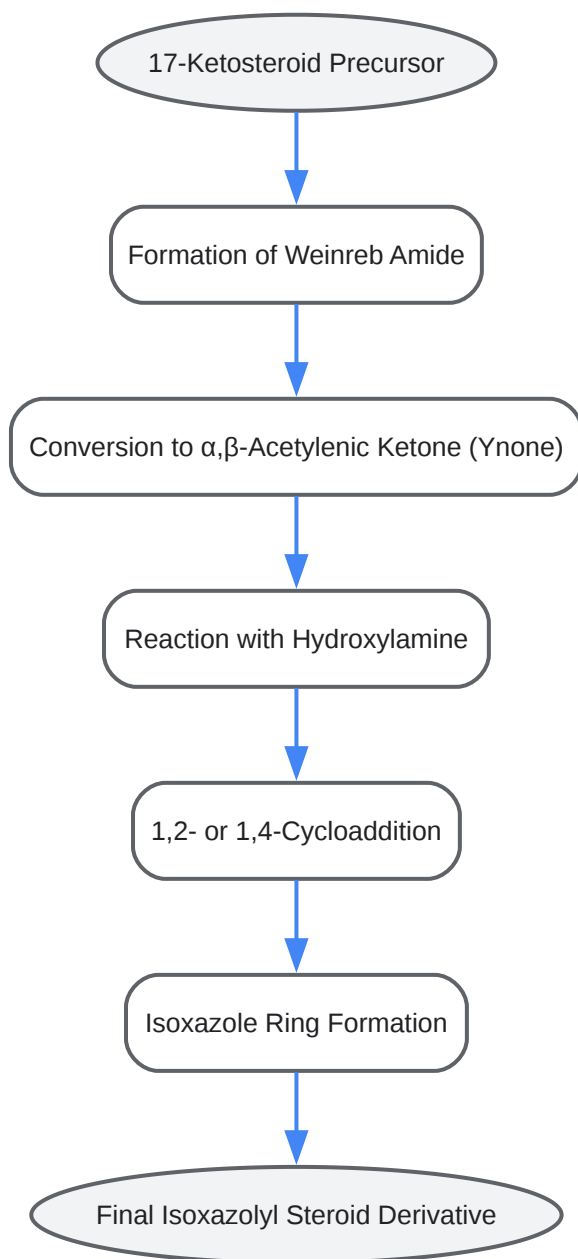 17-Ketosteroid Precursor
Formation of Weinreb Amide
Conversion to α,β-Acetylenic Ketone (Ynone)
Reaction with Hydroxylamine
1,2- or 1,4-Cycloaddition
Isoxazole Ring Formation
Final Isoxazolyl Steroid Derivative